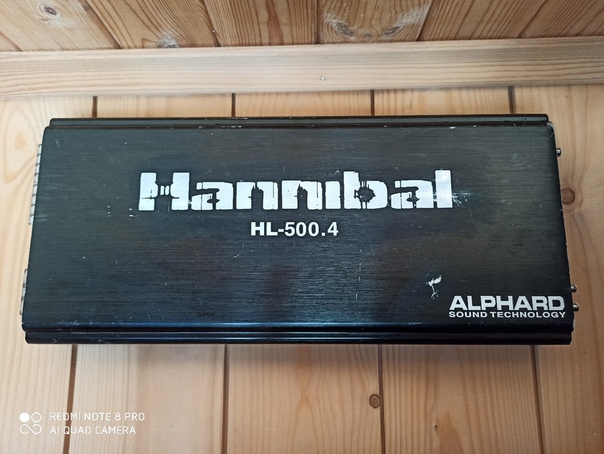 Hannibal
HL-500.4
ALPHARD
SOUND TECHNOLOGY
REDMI NOTE 8 PRO
AI QUAD CAMERA